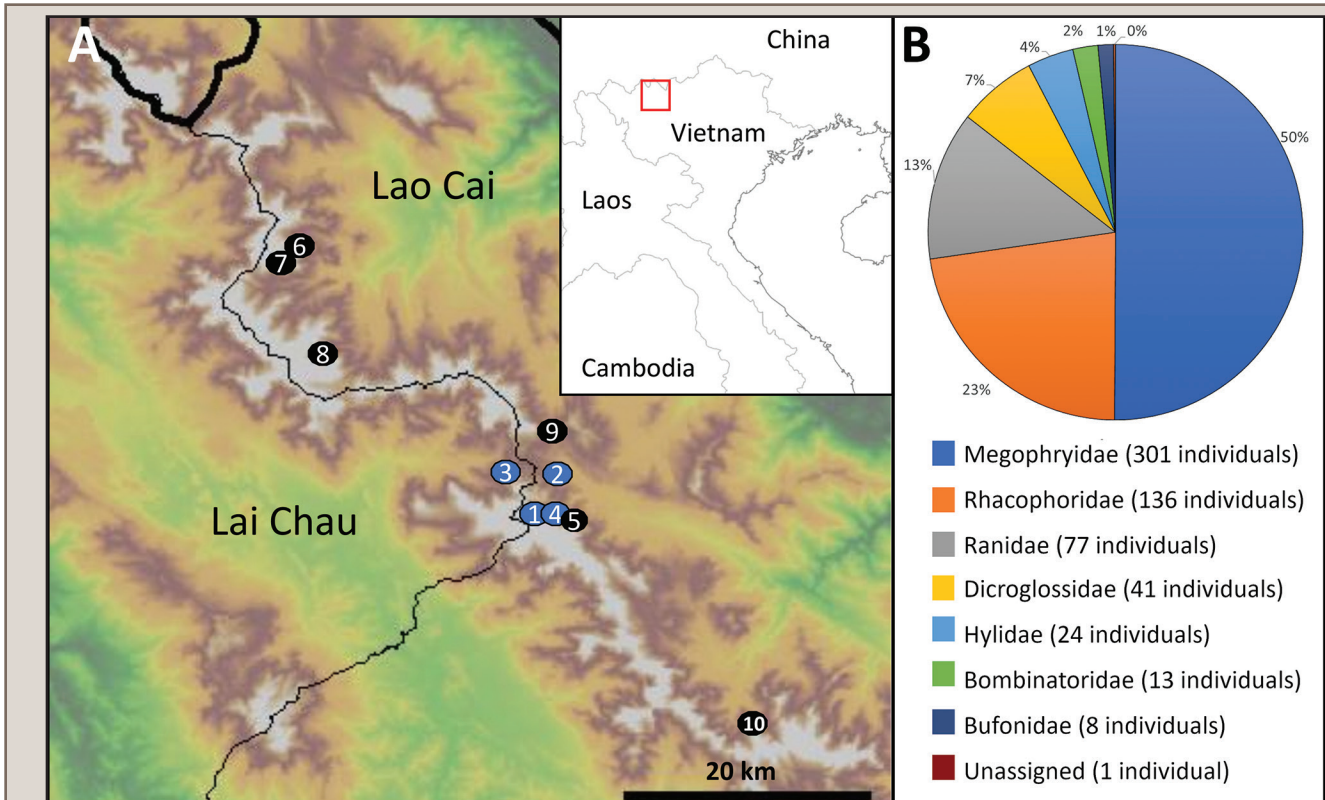 A
China
Vietnam
Laos
Cambodia
Lao Cai
6
7
8
9
3
2
1
4
5
Lai Chau
10
20 km
B
2%
1%
0%
4%
7%
50%
13%
23%
Megophryidae (301 individuals)
Rhacophoridae (136 individuals)
Ranidae (77 individuals)
Dicroglossidae (41 individuals)
Hylidae (24 individuals)
Bombinatoridae (13 individuals)
Bufonidae (8 individuals)
Unassigned (1 individual)